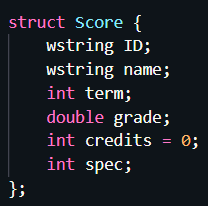 struct Score {
    wstring ID;
    wstring name;
    int term;
    double grade;
    int credits = 0;
    int spec;
};